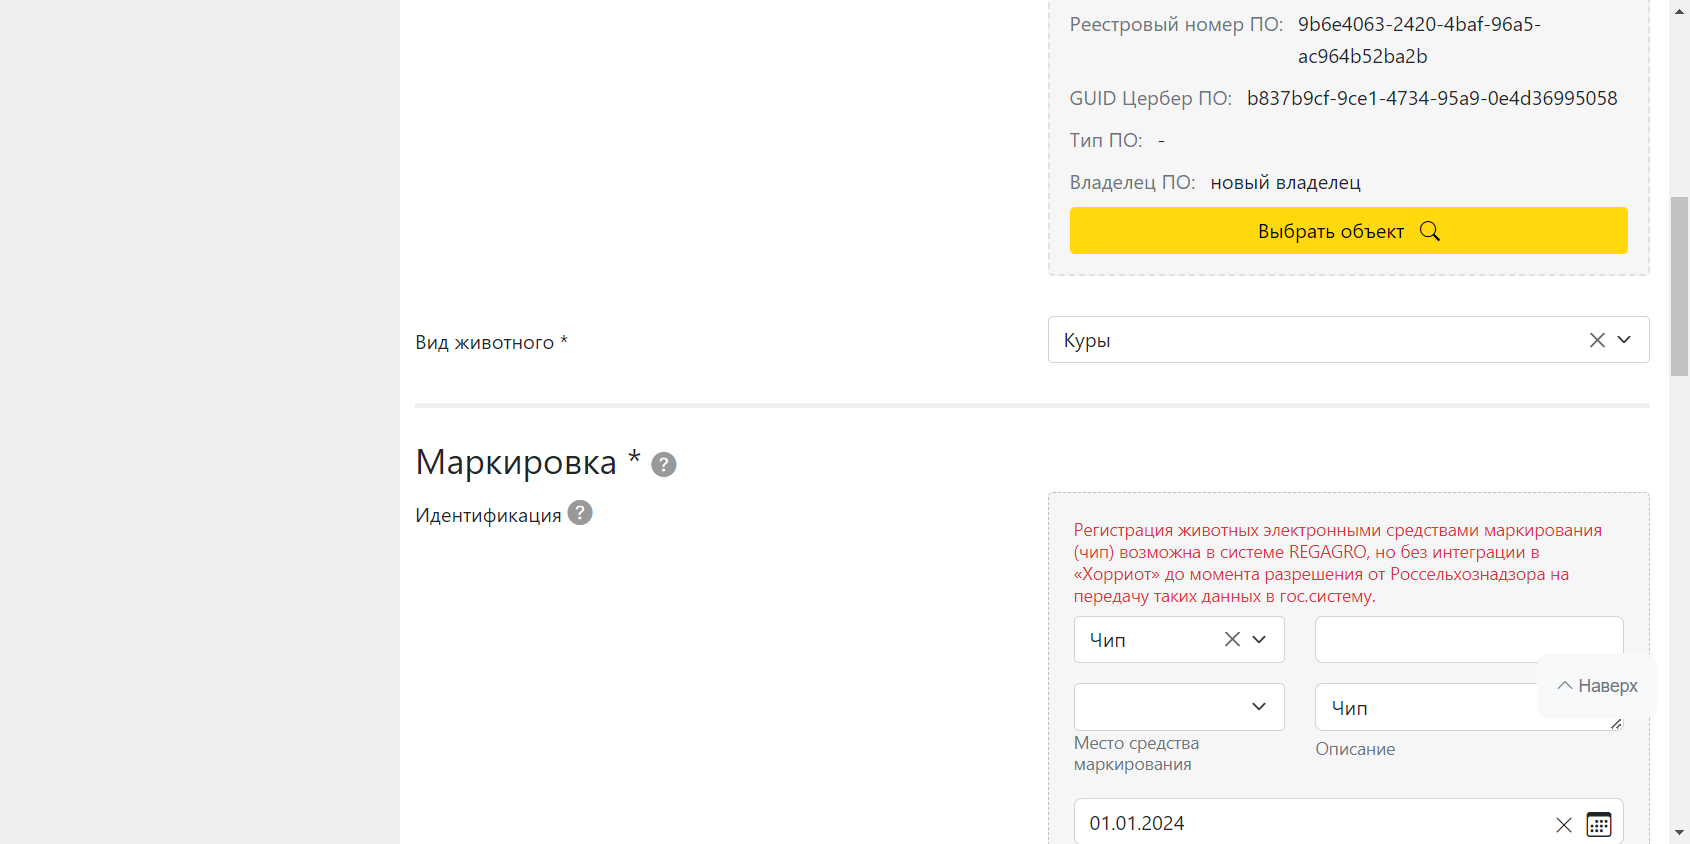 Реестровый номер ПО: 9b6e4063-2420-4baf-96a5-
ac964b52ba2b
GUID Цербер ПО: b837b9cf-9ce1-4734-95a9-0e4d36995058
Тип ПО: -
Владелец ПО: новый владелец
Выбрать объект
Вид животного *
Куры
Маркировка * ?
Идентификация ?
Регистрация животных электронными средствами маркирования
(чип) возможна в системе REGAGRO, но без интеграции в
«Хорриот» до момента разрешения от Россельхознадзора на
передачу таких данных в гос.систему.
Чип
Наверх
Чип
Место средства
маркирования
Описание
01.01.2024